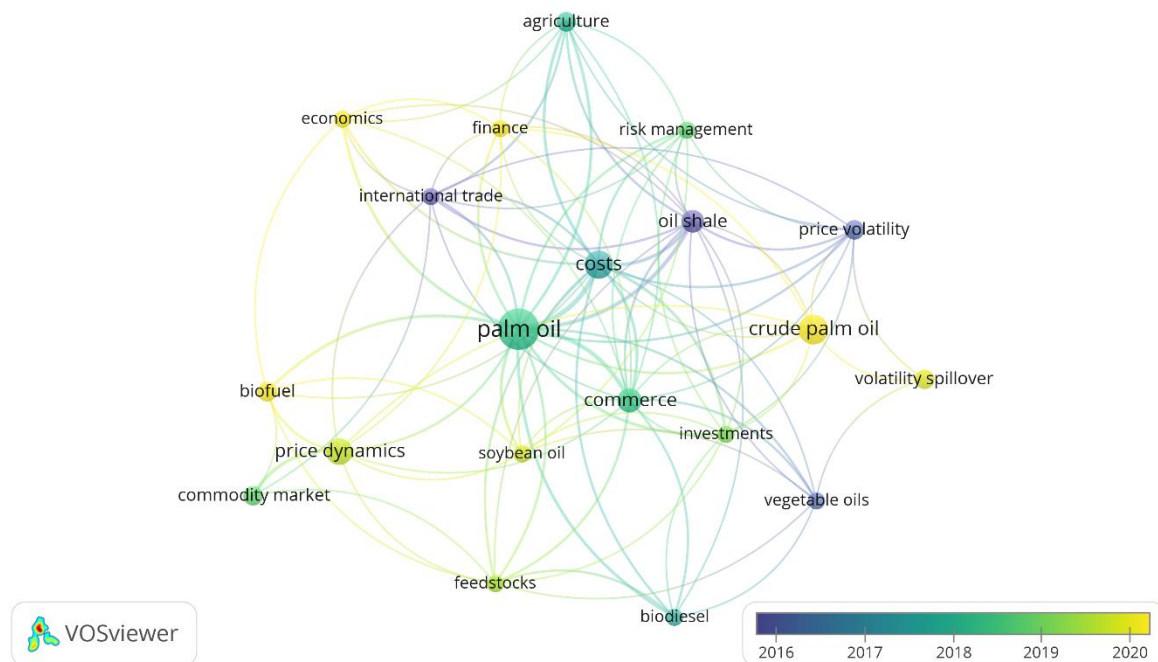 agriculture
economics
finance
risk management
international trade
oil shale
price volatility
costs
palm oil
crude palm oil
volatility spillover
biofuel
commerce
investments
price dynamics
soybean oil
commodity market
vegetable oils
feedstocks
biodiesel
VOSviewer
2016 2017 2018 2019 2020